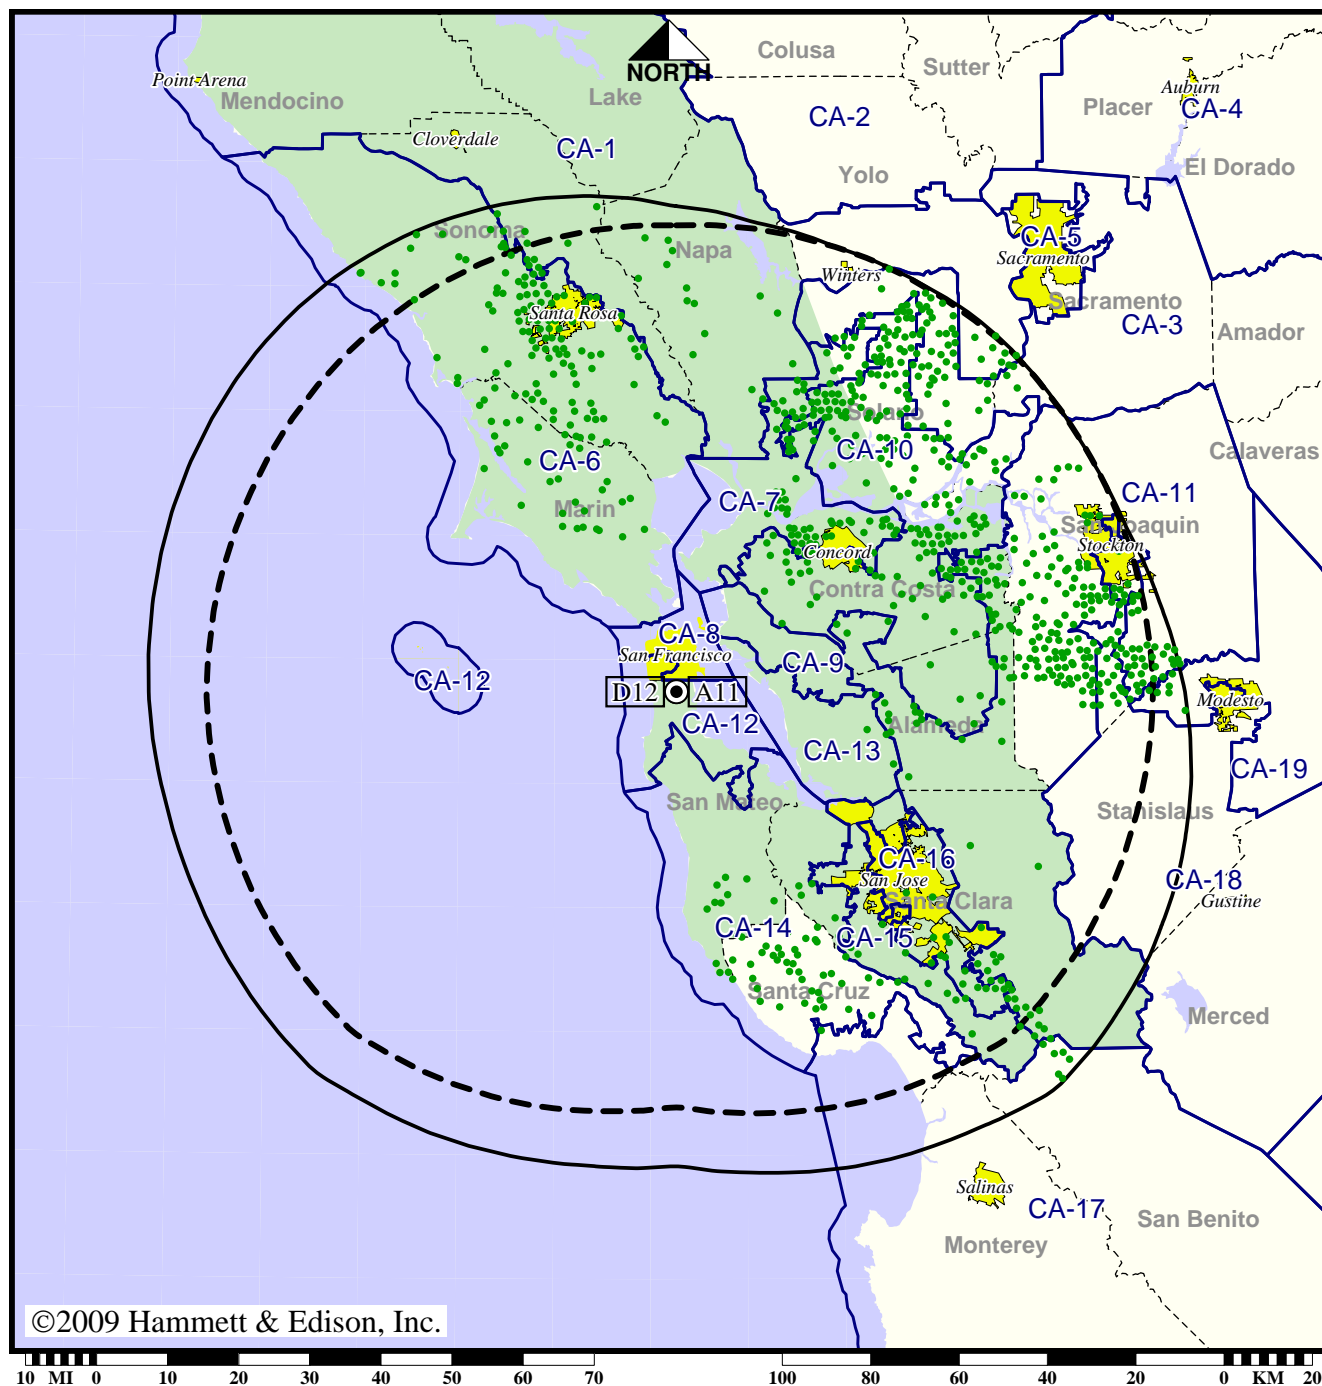 NORTH
Colusa
Sutter
Point Arena
Mendocino
Lake
Auburn
Placer
CA-4
CA-2
Cloverdale
CA-1
Yolo
El Dorado
Sonoma
Napa
CA-5
Sacramento
Winters
Sacramento
Santa Rosa
CA-3
Amador
Solano
CA-10
Calaveras
CA-6
CA-7
CA-11
Marin
San Joaquin
Stockton
Concord
Contra Costa
CA-8
San Francisco
CA-9
CA-12
D12
A11
Modesto
CA-12
Alameda
CA-13
CA-19
San Mateo
Stanislaus
CA-16
San Jose
CA-18
Santa Clara
Gustine
CA-14
CA-15
Santa Cruz
Merced
Salinas
CA-17
San Benito
Monterey
©2009 Hammett & Edison, Inc.
10 MI 0 10 20 30 40 50 60 70 100 80 60 40 20 0 KM 20